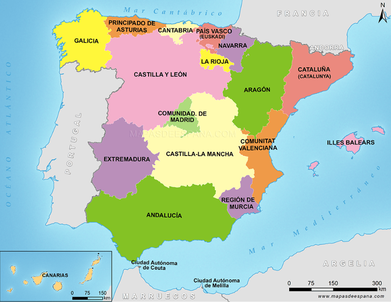 Mar Cantábrico
FRANCIA
N
GALICIA
PRINCIPADO DE
ASTURIAS
CANTABRIA
PAÍS VASCO
(EUSKADI)
NAVARRA
ANDORRA
LA RIOJA
CATALUÑA
(CATALUNYA)
CASTILLA Y LEÓN
ARAGÓN
OCÉANO ATLÁNTICO
COMUNIDAD. DE
MADRID
PORTUGAL
COMUNITAT
VALENCIANA
ILLES BALEARS
CASTILLA-LA MANCHA
EXTREMADURA
REGIÓN DE
MURCIA
ANDALUCÍA
Mar Mediterráneo
CANARIAS
Ciudad Autónoma
de Ceuta
Ciudad Autónoma
de Melilla
ARGELIA
MARRUECOS
0 75 150
km
0 150 300
km
www.mapasdeespana.com